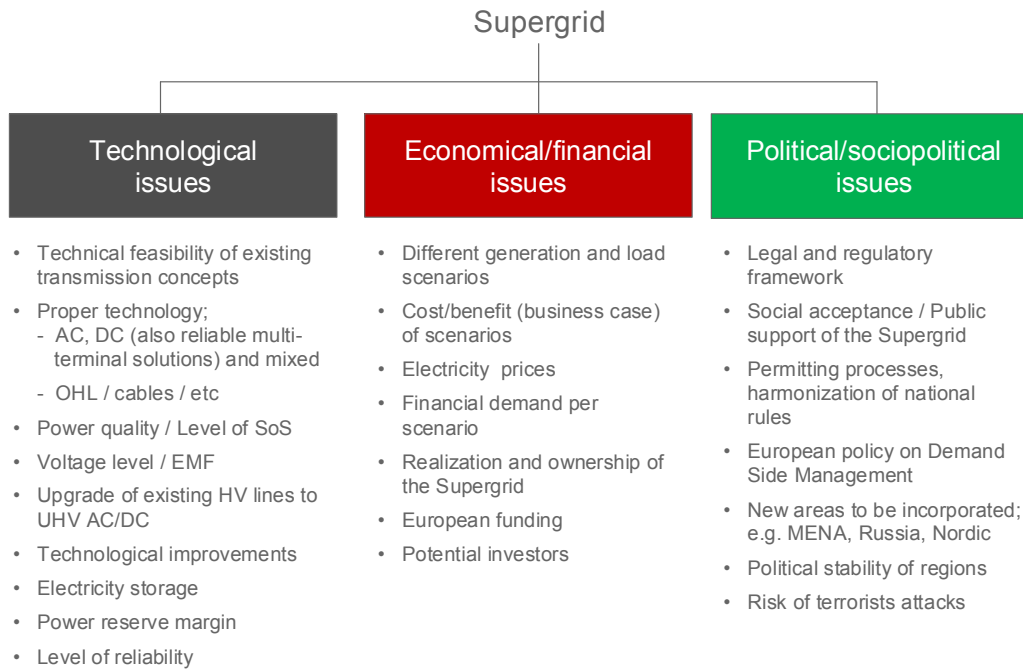 Supergrid
Technological
issues
• Technical feasibility of existing
transmission concepts
• Proper technology;
- AC, DC (also reliable multi-
terminal solutions) and mixed
- OHL / cables / etc
• Power quality / Level of SoS
• Voltage level / EMF
• Upgrade of existing HV lines to
UHV AC/DC
• Technological improvements
• Electricity storage
• Power reserve margin
• Level of reliability
Economical/financial
issues
• Different generation and load
scenarios
• Cost/benefit (business case)
of scenarios
• Electricity prices
• Financial demand per
scenario
• Realization and ownership of
the Supergrid
• European funding
• Potential investors
Political/sociopolitical
issues
• Legal and regulatory
framework
• Social acceptance / Public
support of the Supergrid
• Permitting processes,
harmonization of national
rules
• European policy on Demand
Side Management
• New areas to be incorporated;
e.g. MENA, Russia, Nordic
• Political stability of regions
• Risk of terrorists attacks